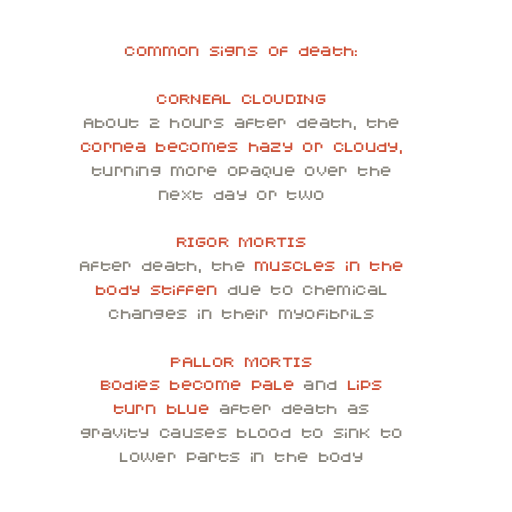 Common signs of death:
CORNEAL CLOUDING
About 2 hours after death, the
cornea becomes hazy or cloudy,
turning more opaque over the
next day or two
RIGOR MORTIS
After death, the muscles in the
body stiffen due to chemical
changes in their myofibrils
PALLOR MORTIS
Bodies become pale and lips
turn blue after death as
gravity causes blood to sink to
lower parts in the body